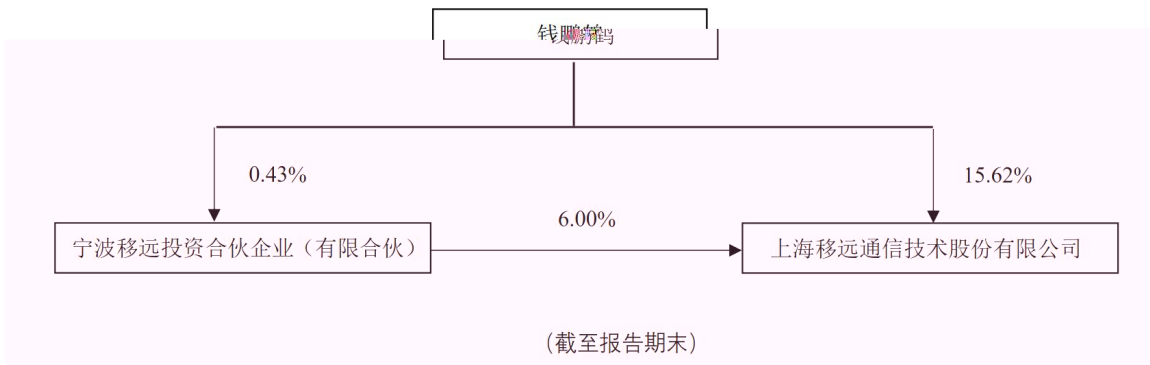 钱鹏鹤
0.43%
15.62%
6.00%
宁波移远投资合伙企业（有限合伙）
上海移远通信技术股份有限公司
（截至报告期末）